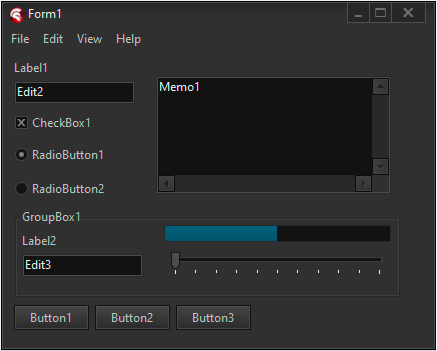 Form1
File Edit View Help
Label1
Edit2
Memo1
CheckBox1
RadioButton1
RadioButton2
GroupBox1
Label2
Edit3
Button1 Button2 Button3